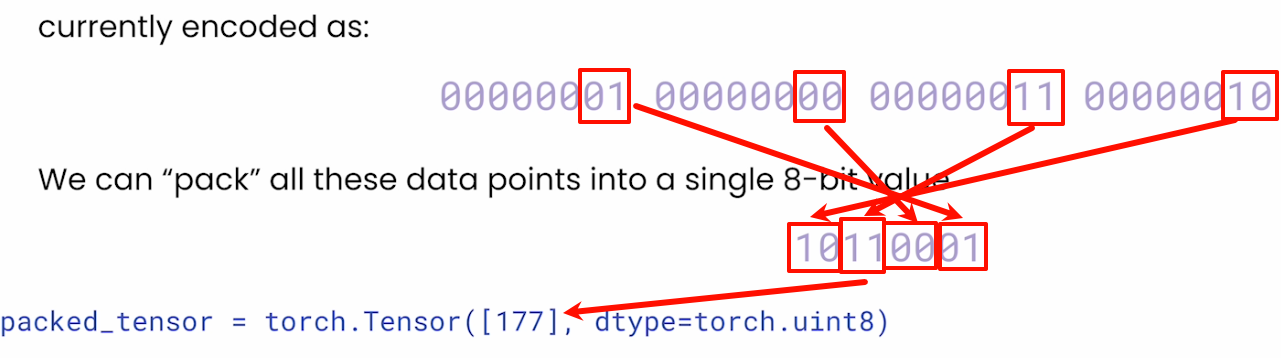 currently encoded as:
00000001 00000000 00000011 00000010
We can “pack” all these data points into a single 8-bit value
10110001
packed_tensor = torch.Tensor([177], dtype=torch.uint8)